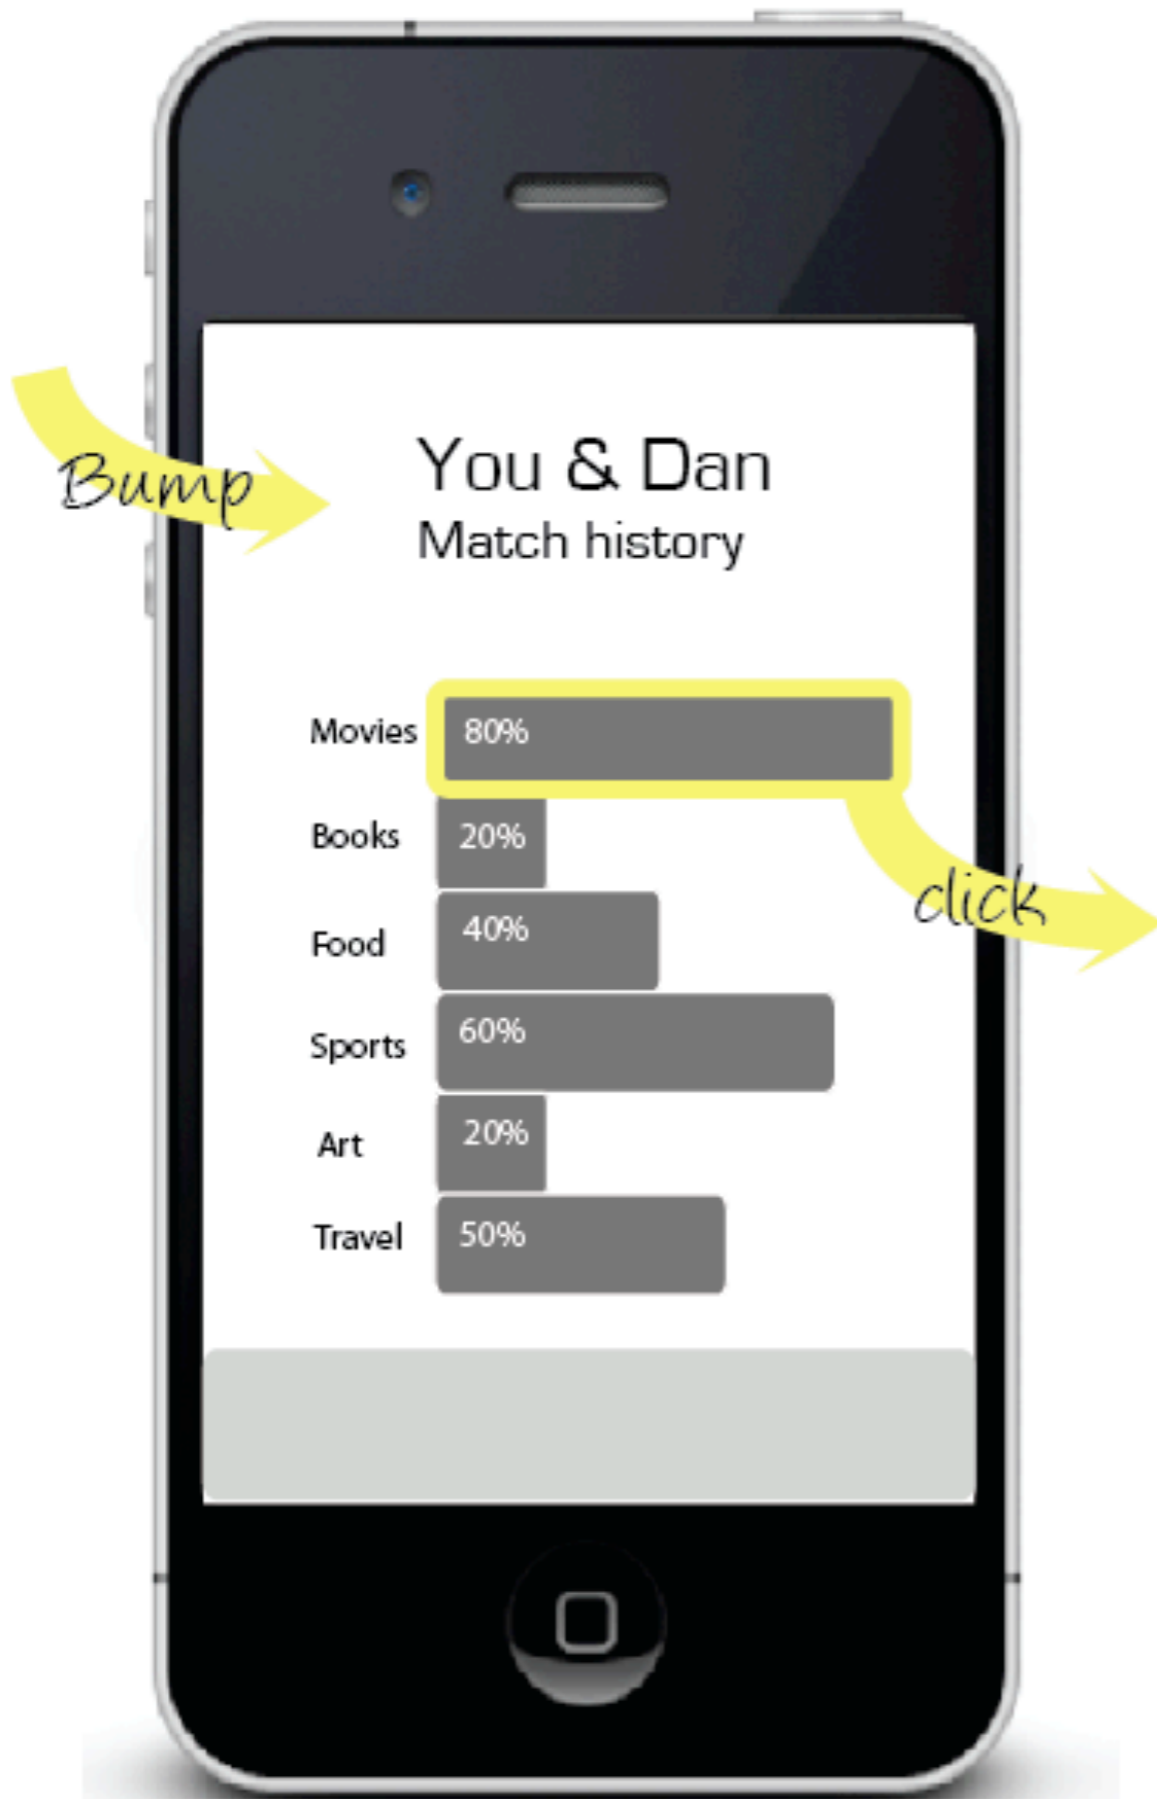 You & Dan
Bump
Match history
Movies 80%
Books 20%
click
Food 40%
Sports 60%
Art 20%
Travel 50%